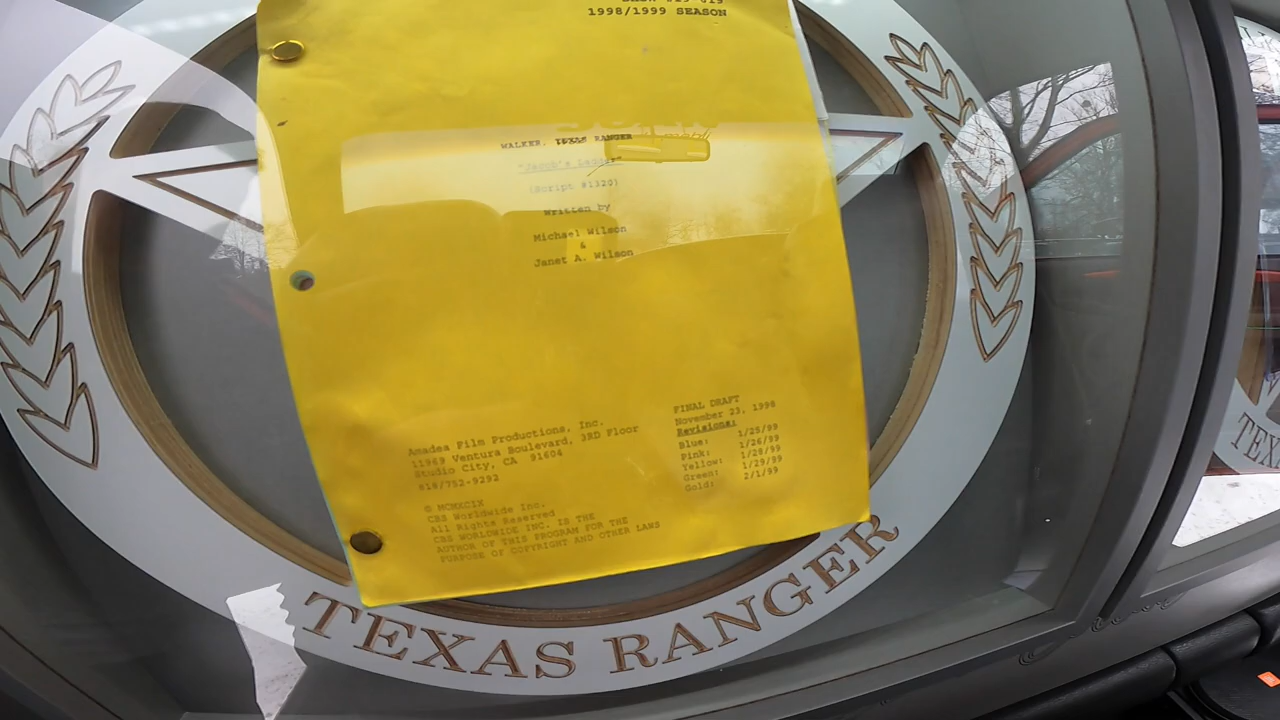 1998/1999 SEASON
WALKER, TEXAS RANGER
"Jacob's Ladder"
(Script #1320)
Written by
Michael Wilson
&
Janet A. Wilson
Amadea Film Productions, Inc.
11969 Ventura Boulevard, 3RD Floor
Studio City, CA 91604
818/752-9292
© MCMXCIX
CBS Worldwide Inc.
All Rights Reserved
CBS WORLDWIDE INC. IS THE
AUTHOR OF THIS PROGRAM FOR THE
PURPOSE OF COPYRIGHT AND OTHER LAWS
FINAL DRAFT
November 23, 1998
Revisions:
Blue: 1/25/99
Pink: 1/26/99
Yellow: 1/28/99
Green: 1/29/99
Gold: 2/1/99
TEXAS RANGER